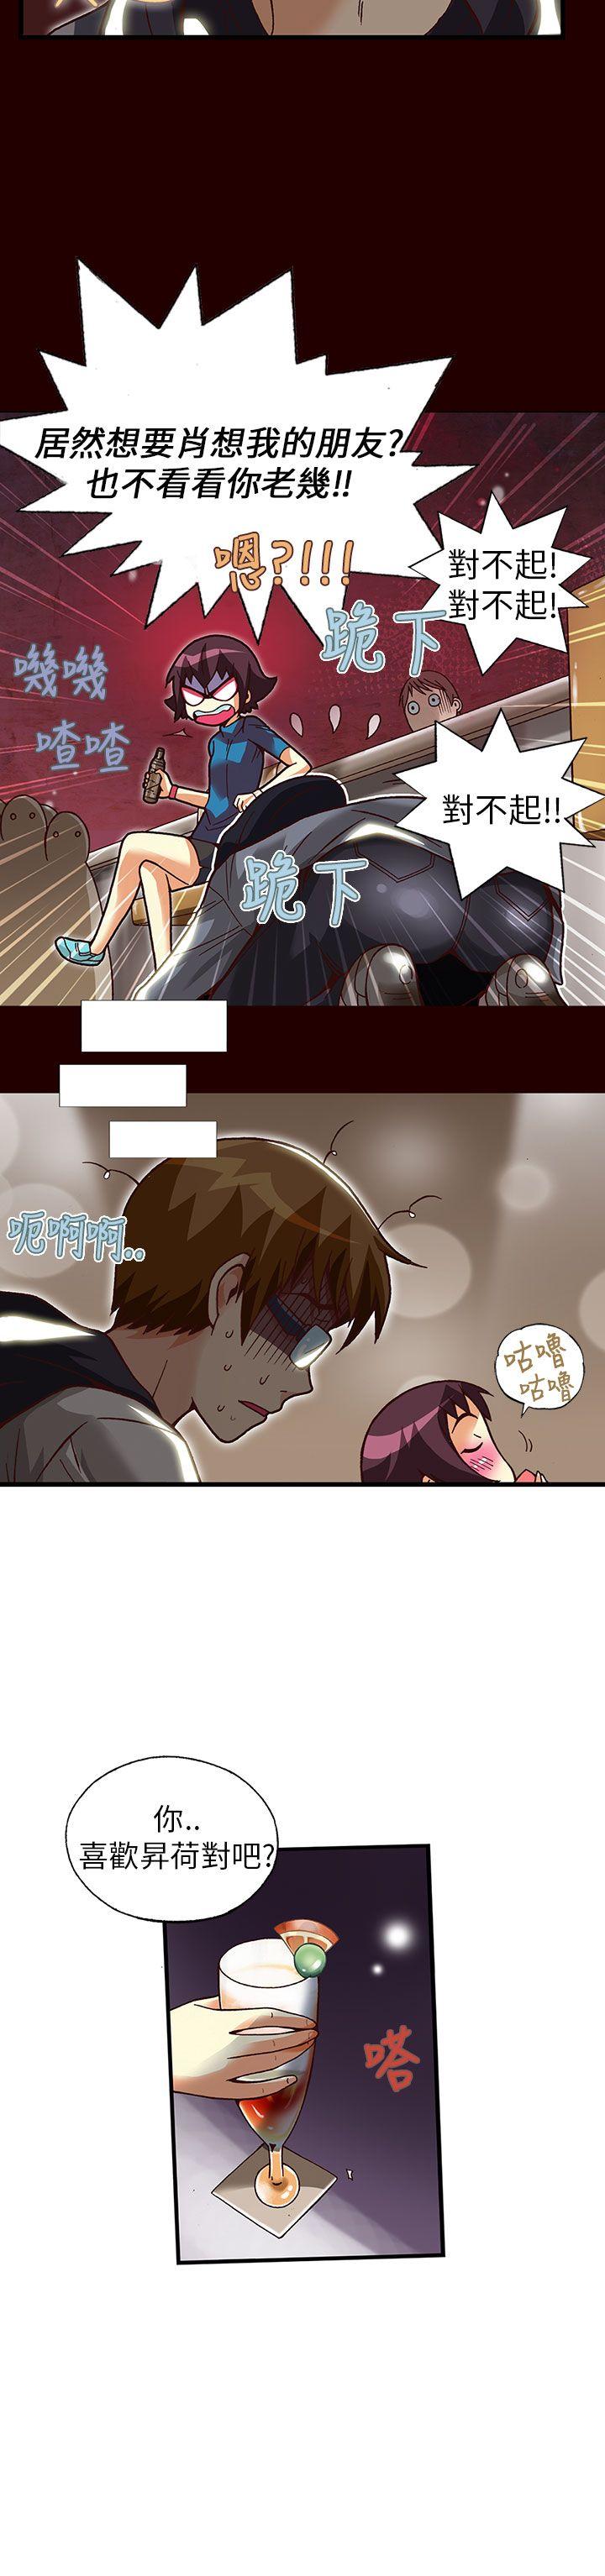 居然想要肖想我的朋友?
也不看看你老幾!!
嗯?!!!
對不起!
對不起!
跪下
嘰嘰
喳喳
對不起!!
跪下
呃啊啊..
咕嚕
咕嚕
你..
喜歡昇荷對吧?
嗒